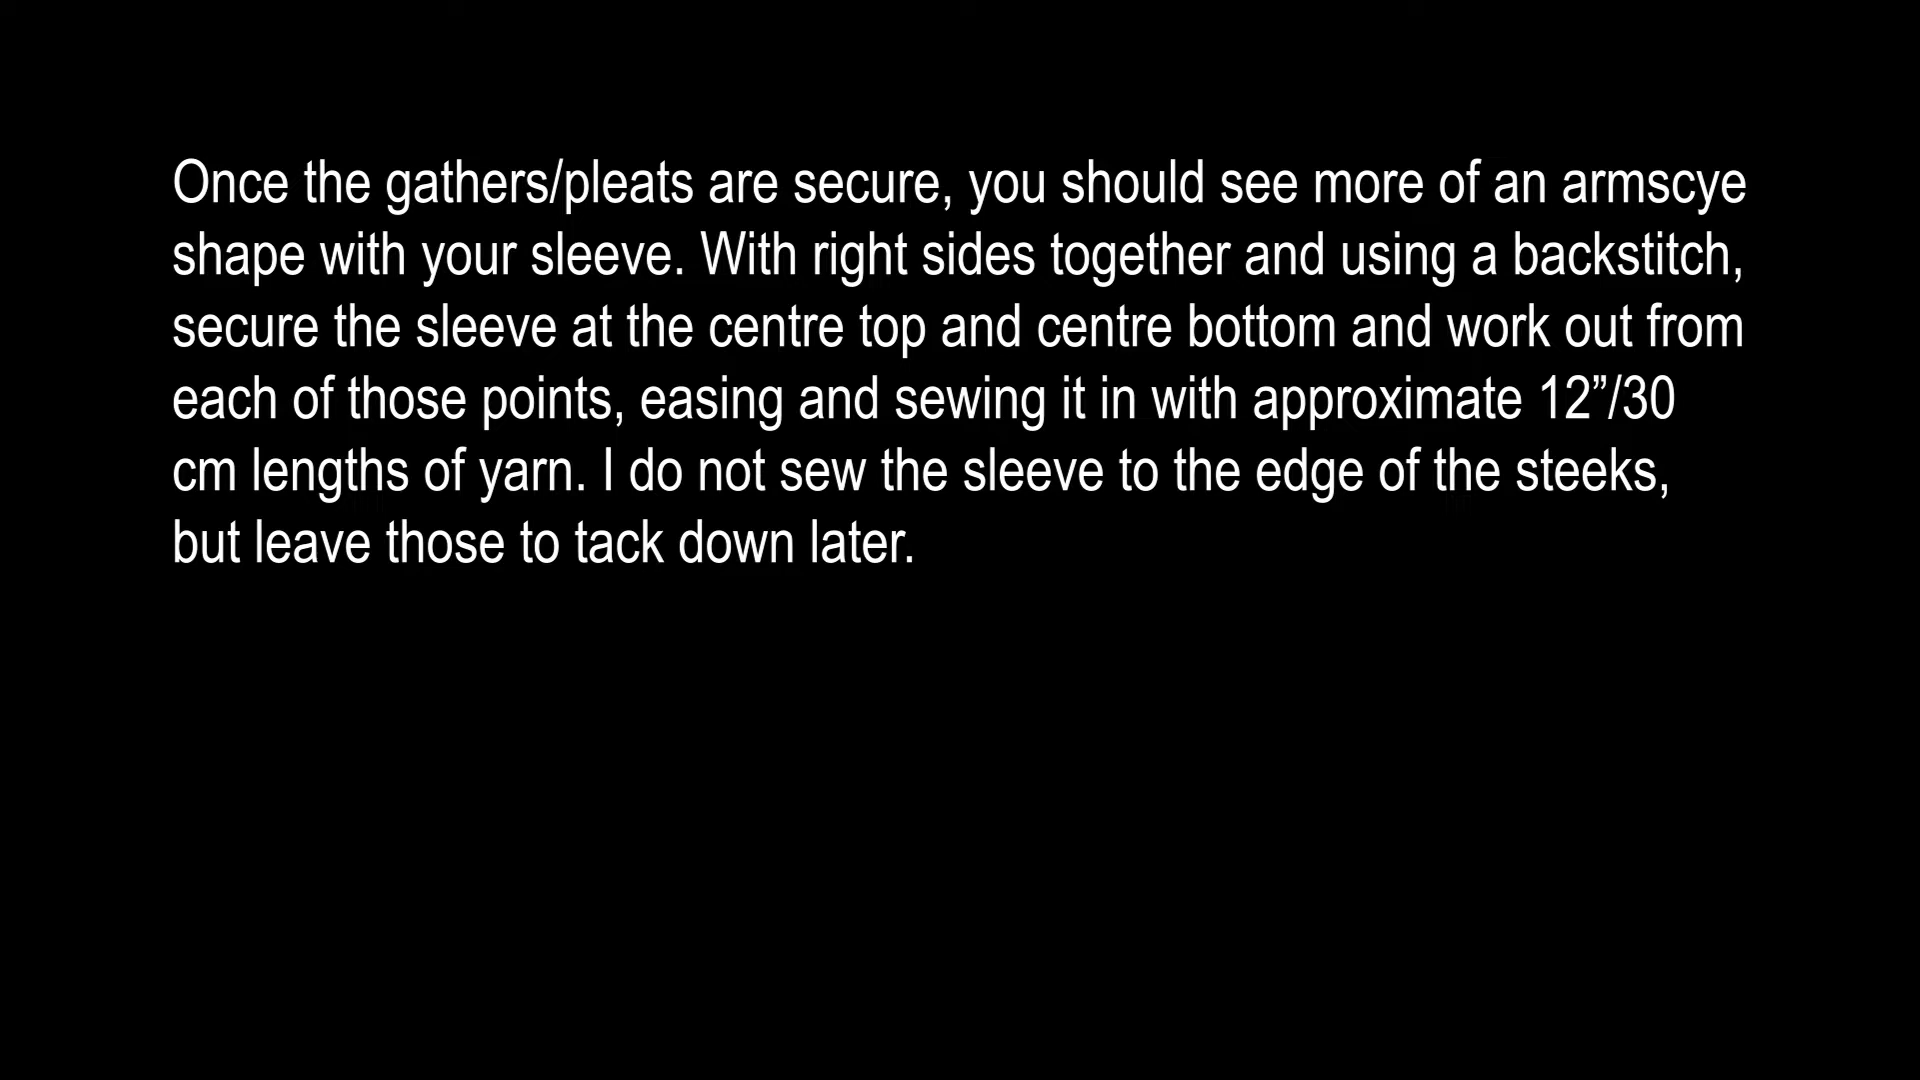 Once the gathers/pleats are secure, you should see more of an armscye
shape with your sleeve. With right sides together and using a backstitch,
secure the sleeve at the centre top and centre bottom and work out from
each of those points, easing and sewing it in with approximate 12”/30
cm lengths of yarn. I do not sew the sleeve to the edge of the steeks,
but leave those to tack down later.